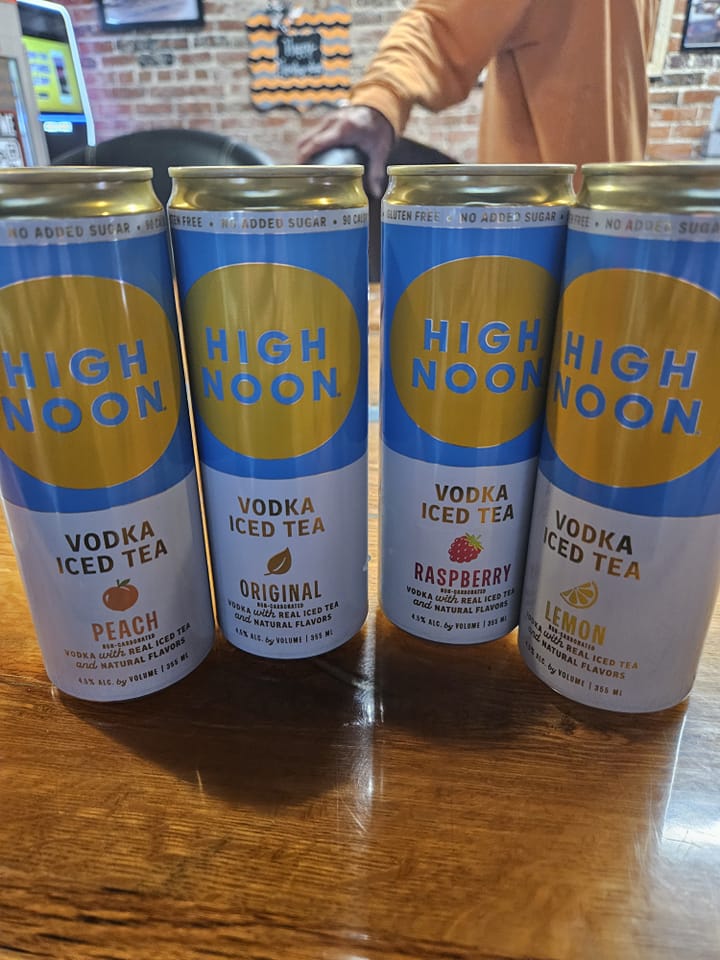 NO ADDED SUGAR • 90 CA
HIGH
NOON
VODKA
ICED TEA
PEACH
NON-CARBONATED
VODKA with REAL ICED TEA
and NATURAL FLAVORS
4.5% ALC. by VOLUME | 355 ML
TEN FREE • NO ADDED SUGAR • 90 CALO
HIGH
NOON
VODKA
ICED TEA
ORIGINAL
NON-CARBONATED
VODKA with REAL ICED TEA
and NATURAL FLAVORS
4.5% ALC. by VOLUME | 355 ML
GLUTEN FREE • NO ADDED SUGAR •
HIGH
NOON
VODKA
ICED TEA
RASPBERRY
NON-CARBONATED
VODKA with REAL ICED TEA
and NATURAL FLAVORS
4.5% ALC. by VOLUME | 355 ML
FREE • NO ADDED SUGA
HIGH
NOON
VODKA
ICED TEA
LEMON
NON-CARBONATED
VODKA with REAL ICED TEA
and NATURAL FLAVORS
4.5% ALC. by VOLUME | 355 ML